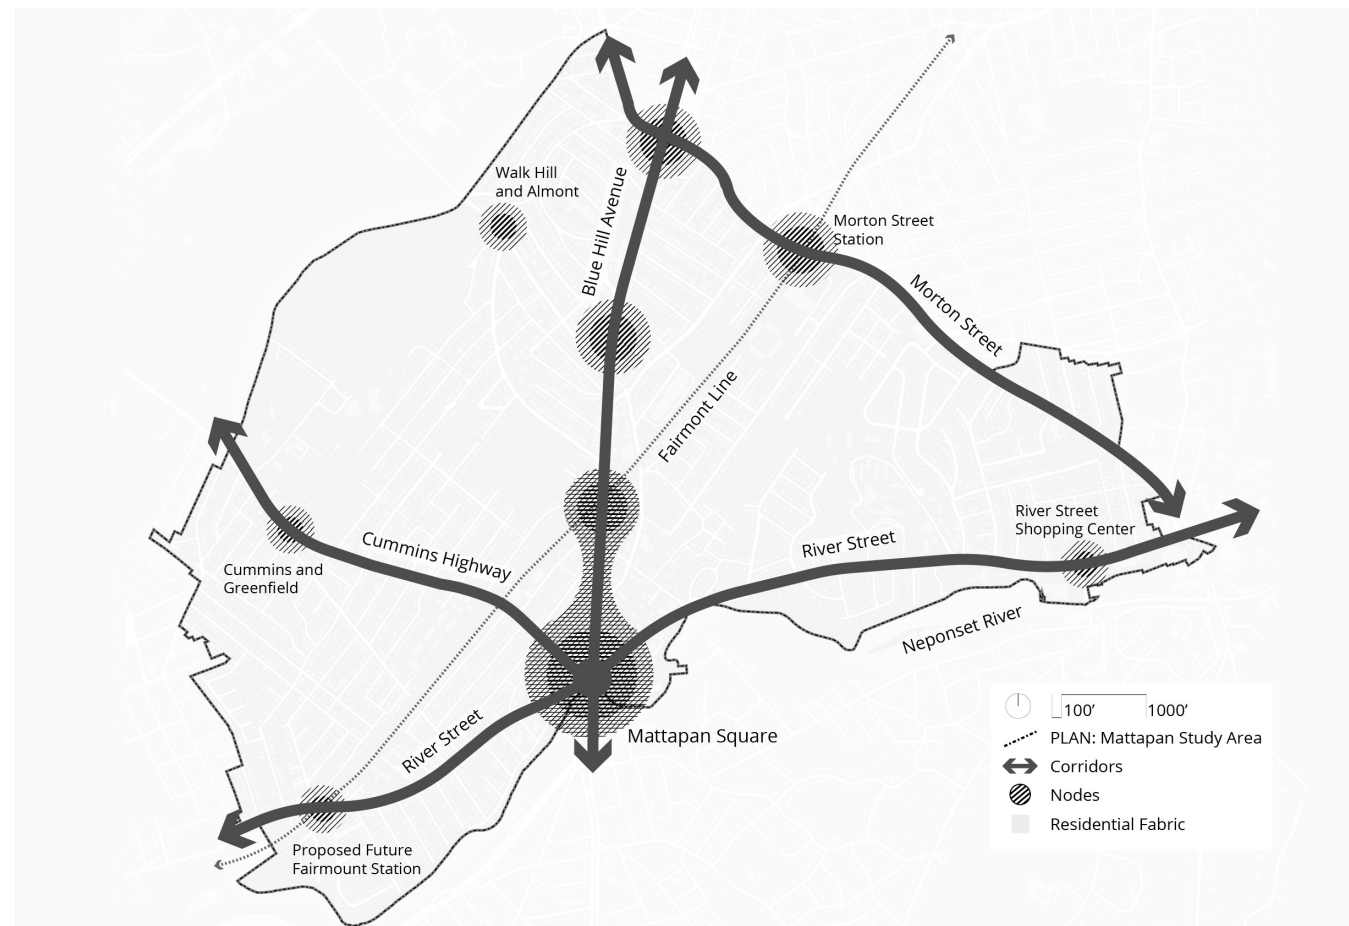 Walk Hill
and Almont
Blue Hill Avenue
Morton Street
Station
Morton Street
Fairmont Line
River Street
Shopping Center
Cummins Highway
River Street
Cummins and
Greenfield
Neponset River
River Street
Mattapan Square
Proposed Future
Fairmount Station
100’ 1000’
PLAN: Mattapan Study Area
Corridors
Nodes
Residential Fabric